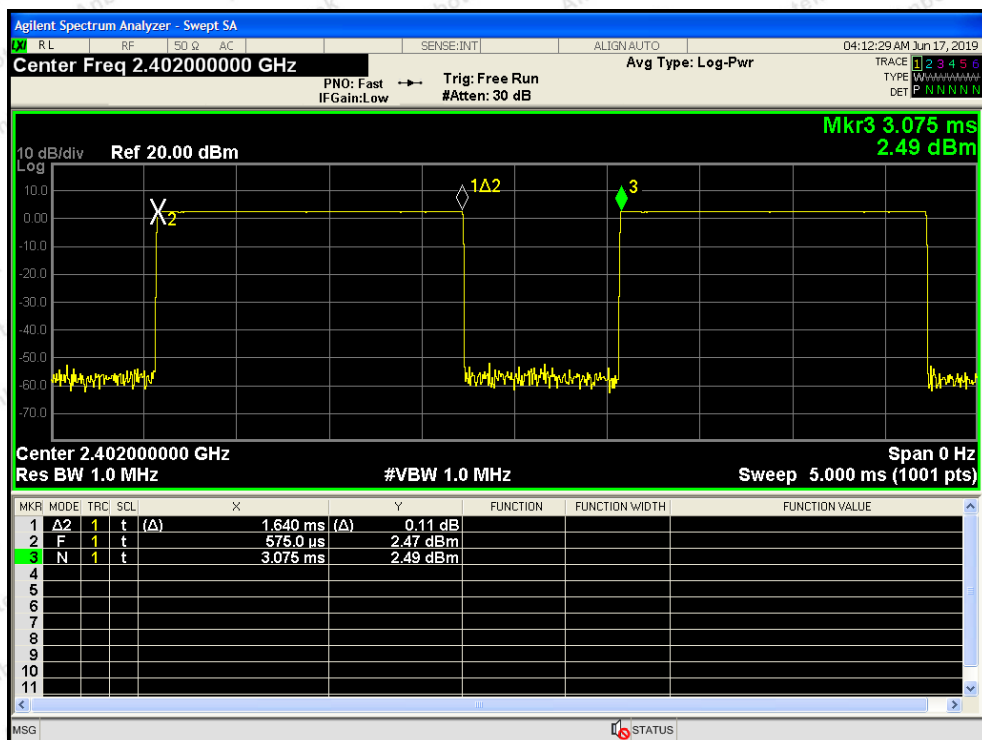 Agilent Spectrum Analyzer - Swept SA
LXI RL RF 50 Ω AC SENSE:INT ALIGN AUTO 04:12:29 AM Jun 17, 2019
Center Freq 2.402000000 GHz Avg Type: Log-Pwr TRACE 1 2 3 4 5 6
PNO: Fast Trig: Free Run TYPE WWWWWW
IFGain:Low #Atten: 30 dB DET P N N N N N
Mkr3 3.075 ms
10 dB/div Ref 20.00 dBm 2.49 dBm
Log
10.0
0.00
-10.0
-20.0
-30.0
-40.0
-50.0
-60.0
-70.0
2
1Δ2
3
Center 2.402000000 GHz Span 0 Hz
Res BW 1.0 MHz #VBW 1.0 MHz Sweep 5.000 ms (1001 pts)
MKR MODE TRC SCL X Y FUNCTION FUNCTION WIDTH FUNCTION VALUE
1 Δ2 1 t (Δ) 1.640 ms (Δ) 0.11 dB
2 F 1 t 575.0 µs 2.47 dBm
3 N 1 t 3.075 ms 2.49 dBm
4
5
6
7
8
9
10
11
MSG STATUS